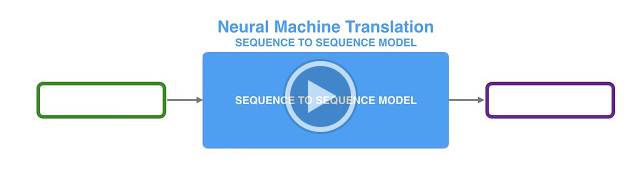 Neural Machine Translation
SEQUENCE TO SEQUENCE MODEL
SEQUENCE TO SEQUENCE MODEL